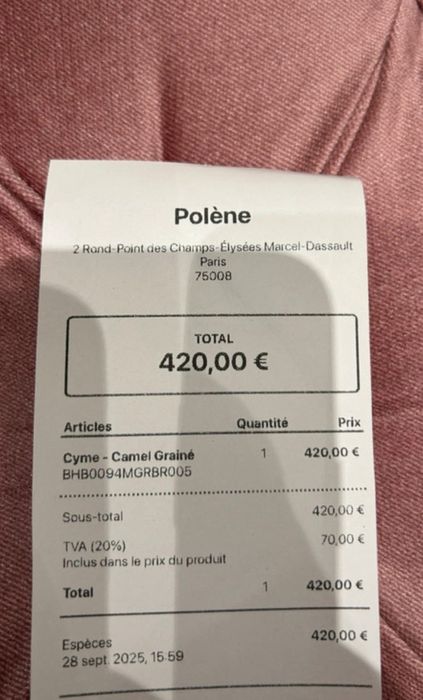 Polène
2 Rond-Point des Champs-Élysées Marcel-Dassault
Paris
75008
TOTAL
420,00 €
Articles Quantité Prix
Cyme - Camel Grainé 1 420,00 €
BHB0094MGRBR005
Sous-total 420,00 €
TVA (20%) 70,00 €
Inclus dans le prix du produit
Total 1 420,00 €
Espèces 420,00 €
28 sept. 2025, 15:59